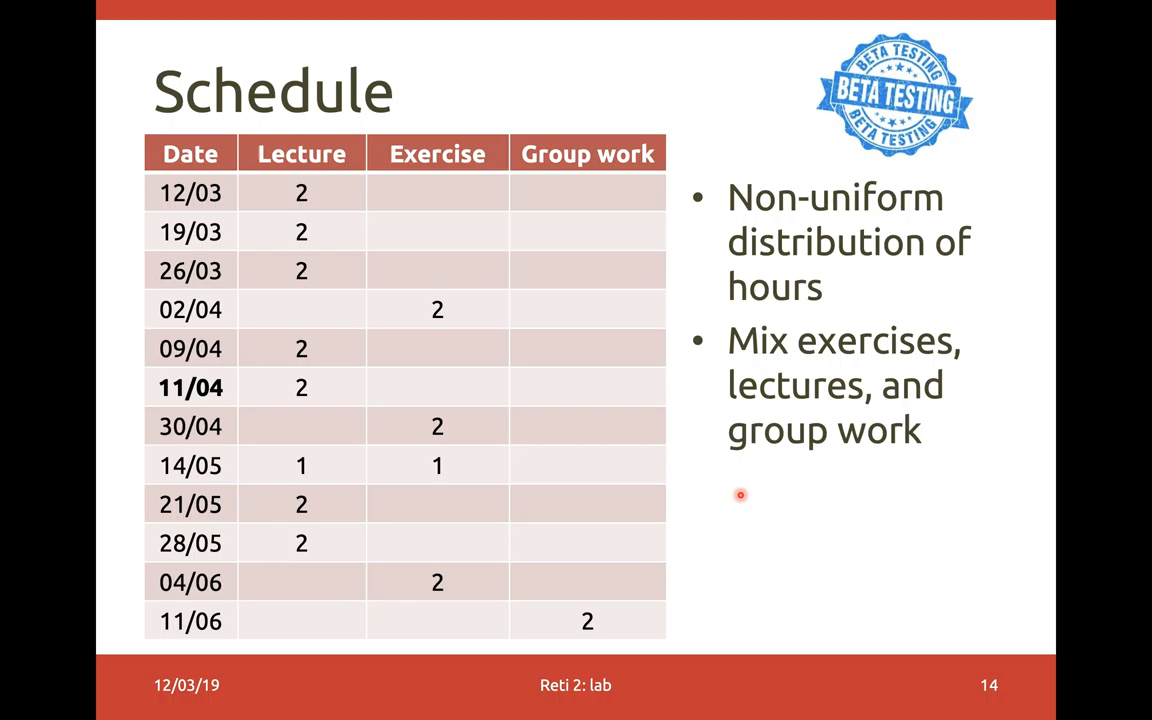 Schedule
BETA TESTING
BETA TESTING
BETA TESTING
Date Lecture Exercise Group work
12/03 2
19/03 2
26/03 2
02/04 2
09/04 2
11/04 2
30/04 2
14/05 1 1
21/05 2
28/05 2
04/06 2
11/06 2
• Non-uniform
distribution of
hours
• Mix exercises,
lectures, and
group work
12/03/19 Reti 2: lab 14